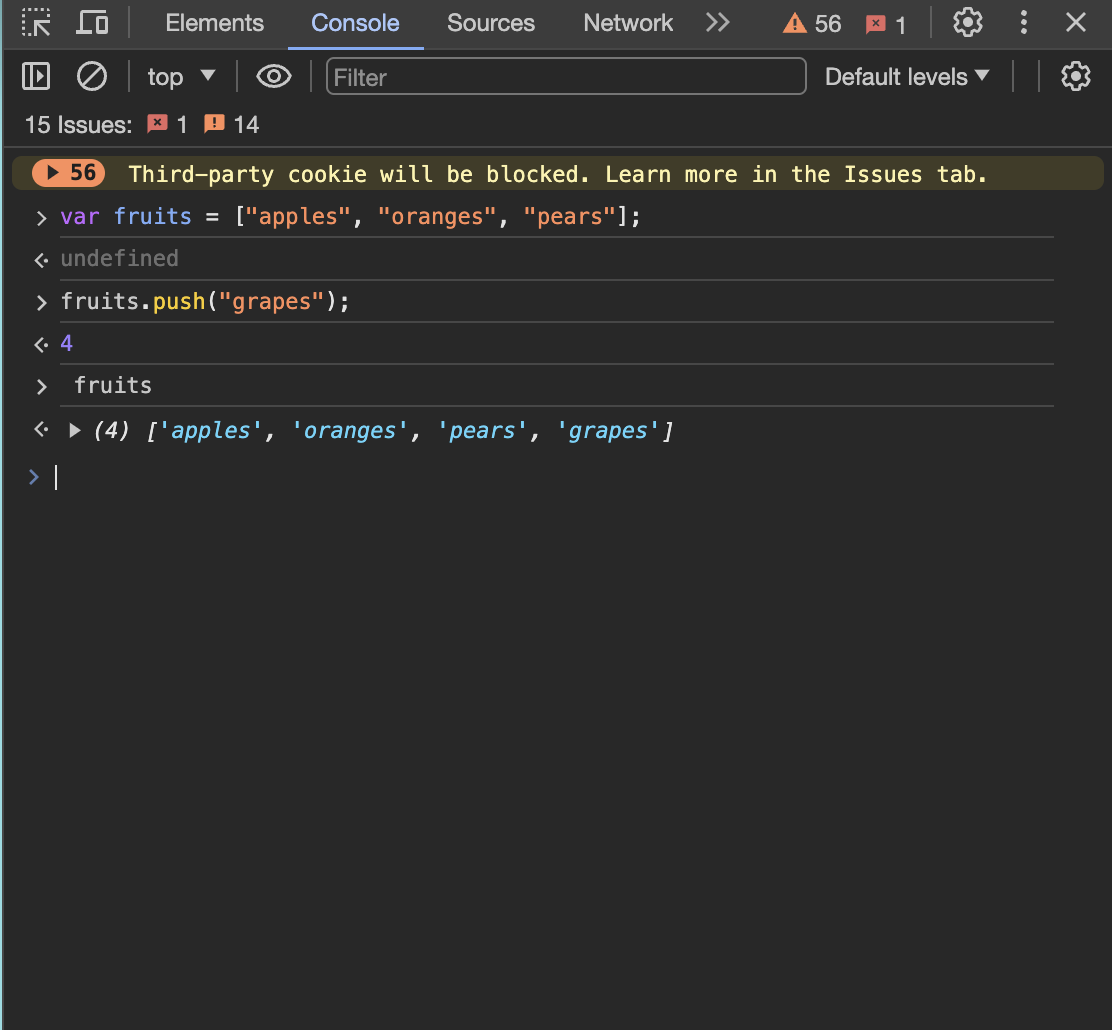 Elements Console Sources Network 56 1
top Filter Default levels
15 Issues: 1 14
56 Third-party cookie will be blocked. Learn more in the Issues tab.
> var fruits = ["apples", "oranges", "pears"];
undefined
> fruits.push("grapes");
4
> fruits
(4) ['apples', 'oranges', 'pears', 'grapes']
>